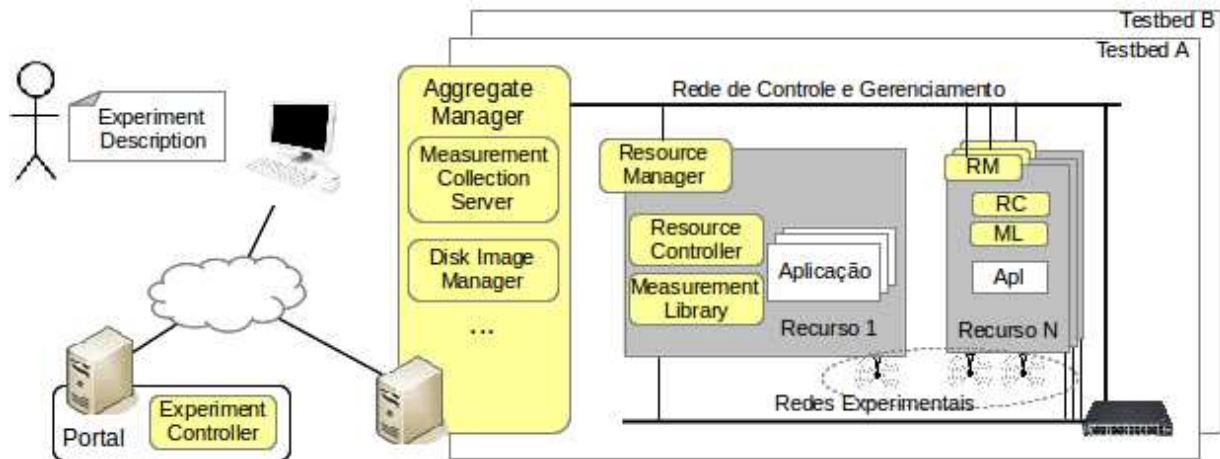 Testbed B
Testbed A
Experiment
Description
Aggregate
Manager
Measurement
Collection
Server
Disk Image
Manager
...
Rede de Controle e Gerenciamento
Resource
Manager
Resource
Controller
Measurement
Library
Aplicação
Recurso 1
RM
RC
ML
Apl
Recurso N
Redes Experimentais
Portal
Experiment
Controller